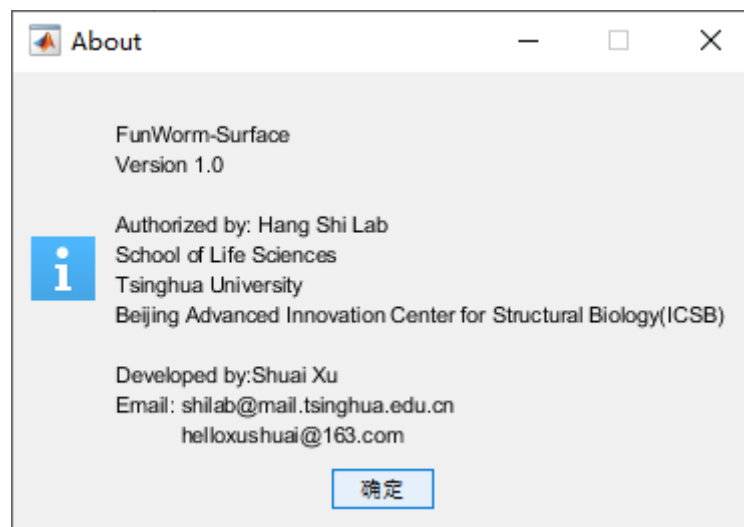 About
FunWorm-Surface
Version 1.0
Authorized by: Hang Shi Lab
School of Life Sciences
Tsinghua University
Beijing Advanced Innovation Center for Structural Biology(ICSB)
Developed by:Shuai Xu
Email: shilab@mail.tsinghua.edu.cn
helloxushuai@163.com
确定